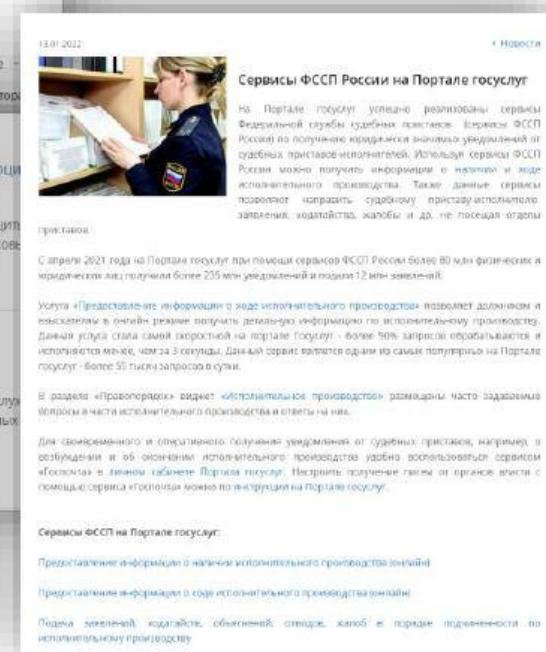 13.01.2022
‹ Новости
Сервисы ФССП России на Портале госуслуг
На Портале госуслуг успешно реализованы сервисы
Федеральной службы судебных приставов (сервисы ФССП
России) по получению юридически значимых уведомлений от
судебных приставов-исполнителей. Используя сервисы ФССП
России можно получить информацию о наличии и ходе
исполнительного производства. Также данные сервисы
позволяют направить судебному приставу-исполнителю
заявления, ходатайства, жалобы и др. не посещая отделы
приставов.
С апреля 2021 года на Портале госуслуг при помощи сервисов ФССП России более 80 млн физических и
юридических лиц получили более 235 млн уведомлений и подали 12 млн заявлений.
Услуга «Предоставление информации о ходе исполнительного производства» позволяет должникам и
взыскателям в онлайн режиме получить детальную информацию по исполнительному производству.
Данная услуга стала самой скоростной на портале Госуслуг - более 90% запросов обрабатываются и
исполняются менее, чем за 3 секунды. Данный сервис является одним из самых популярных на Портале
госуслуг - более 55 тысяч запросов в сутки.
В разделе «Правопорядок» виджет «Исполнительное производство» размещены часто задаваемые
вопросы в части исполнительного производства и ответы на них.
Для своевременного и оперативного получения уведомления от судебных приставов, например, о
возбуждении и об окончании исполнительного производства удобно воспользоваться сервисом
«Госпочта» в личном кабинете Портала госуслуг. Настроить получение писем от органов власти с
помощью сервиса «Госпочта» можно по инструкции на Портале госуслуг.
Сервисы ФССП на Портале госуслуг:
Предоставление информации о наличии исполнительного производства (онлайн)
Предоставление информации о ходе исполнительного производства (онлайн)
Подача заявлений, ходатайств, объяснений, отводов, жалоб в порядке подчиненности по
исполнительному производству